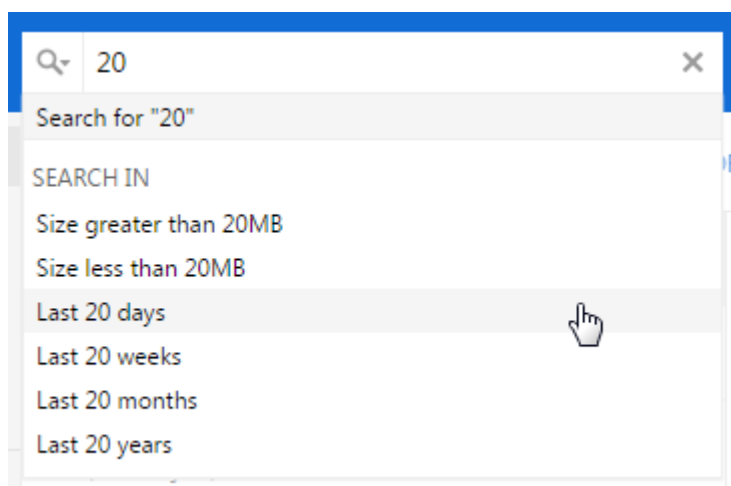 20
Search for "20"
SEARCH IN
Size greater than 20MB
Size less than 20MB
Last 20 days
Last 20 weeks
Last 20 months
Last 20 years